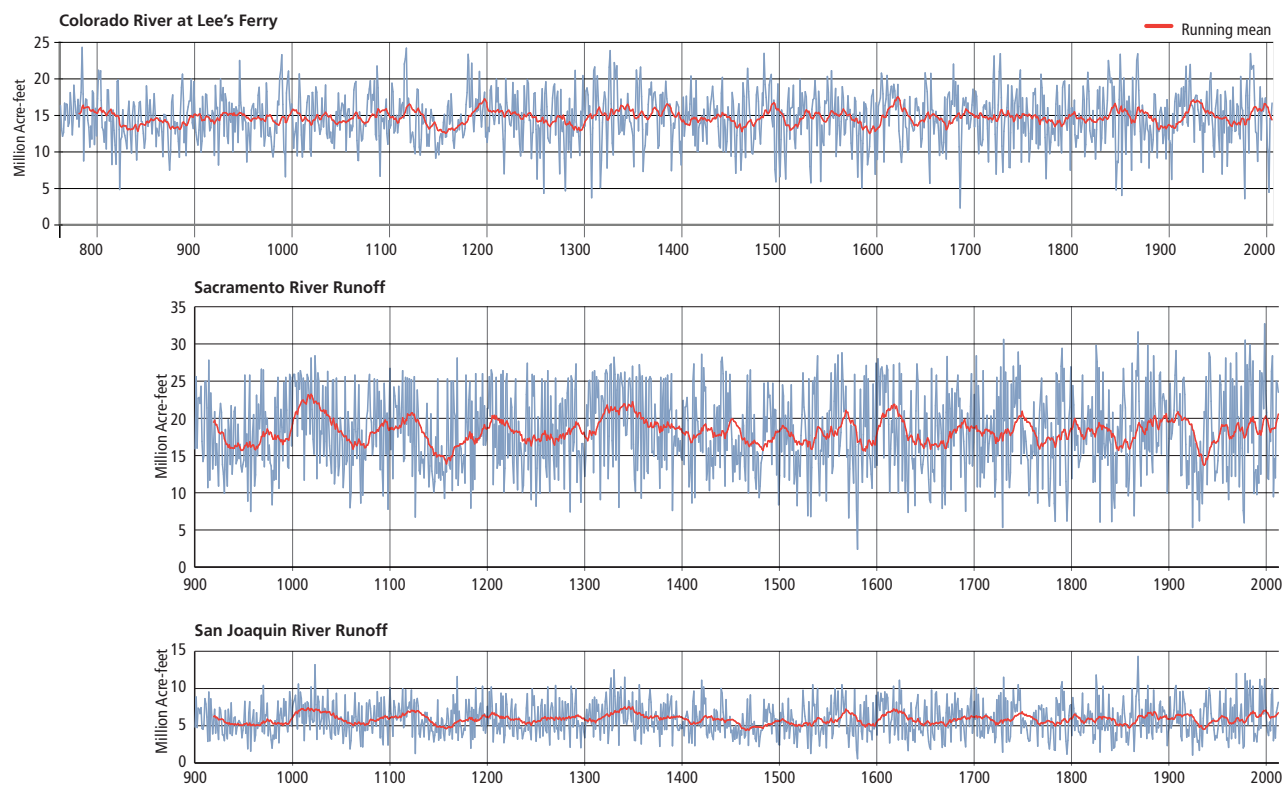 Colorado River at Lee's Ferry
Running mean
Million Acre-feet
25
20
15
10
5
0
800 900 1000 1100 1200 1300 1400 1500 1600 1700 1800 1900 2000
Sacramento River Runoff
Million Acre-feet
35
30
25
20
15
10
5
0
900 1000 1100 1200 1300 1400 1500 1600 1700 1800 1900 2000
San Joaquin River Runoff
Million Acre-feet
15
10
5
0
900 1000 1100 1200 1300 1400 1500 1600 1700 1800 1900 2000